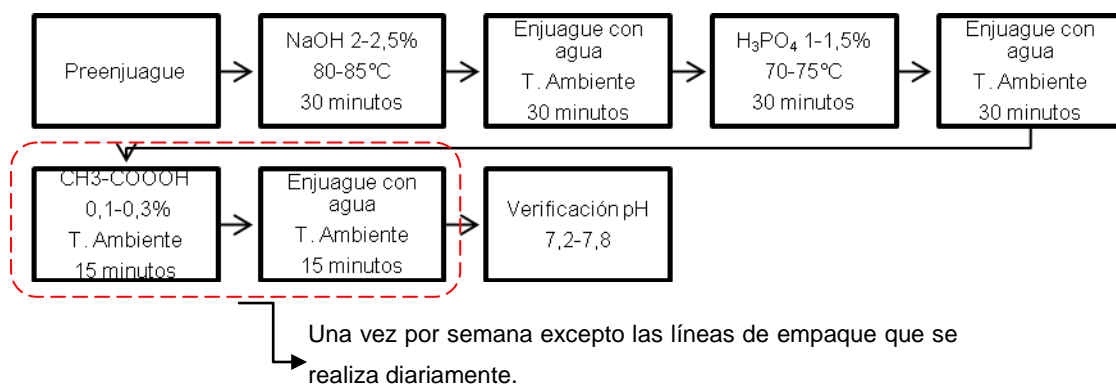 Preenjuague
NaOH 2-2,5%
80-85ºC
30 minutos
Enjuague con
agua
T. Ambiente
30 minutos
H₃PO₄ 1-1,5%
70-75ºC
30 minutos
Enjuague con
agua
T. Ambiente
30 minutos
CH3-COOOH
0,1-0,3%
T. Ambiente
15 minutos
Enjuague con
agua
T. Ambiente
15 minutos
Verificación pH
7,2-7,8
Una vez por semana excepto las líneas de empaque que se
realiza diariamente.